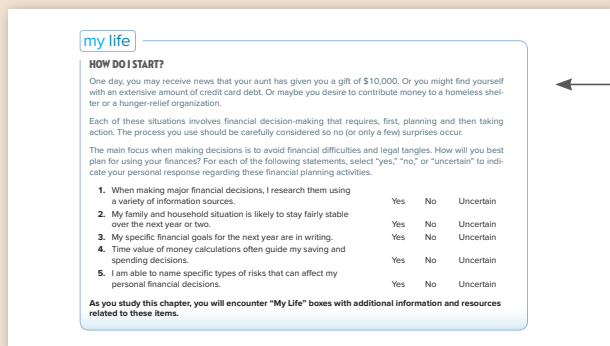 my life
HOW DO I START?
One day, you may receive news that your aunt has given you a gift of $10,000. Or you might find yourself
with an extensive amount of credit card debt. Or maybe you desire to contribute money to a homeless shel-
ter or a hunger-relief organization.
Each of these situations involves financial decision-making that requires, first, planning and then taking
action. The process you use should be carefully considered so no (or only a few) surprises occur.
The main focus when making decisions is to avoid financial difficulties and legal tangles. How will you best
plan for using your finances? For each of the following statements, select “yes,” “no,” or “uncertain” to indi-
cate your personal response regarding these financial planning activities.
1. When making major financial decisions, I research them using
a variety of information sources. Yes No Uncertain
2. My family and household situation is likely to stay fairly stable
over the next year or two. Yes No Uncertain
3. My specific financial goals for the next year are in writing. Yes No Uncertain
4. Time value of money calculations often guide my saving and
spending decisions. Yes No Uncertain
5. I am able to name specific types of risks that can affect my
personal financial decisions. Yes No Uncertain
As you study this chapter, you will encounter “My Life” boxes with additional information and resources
related to these items.